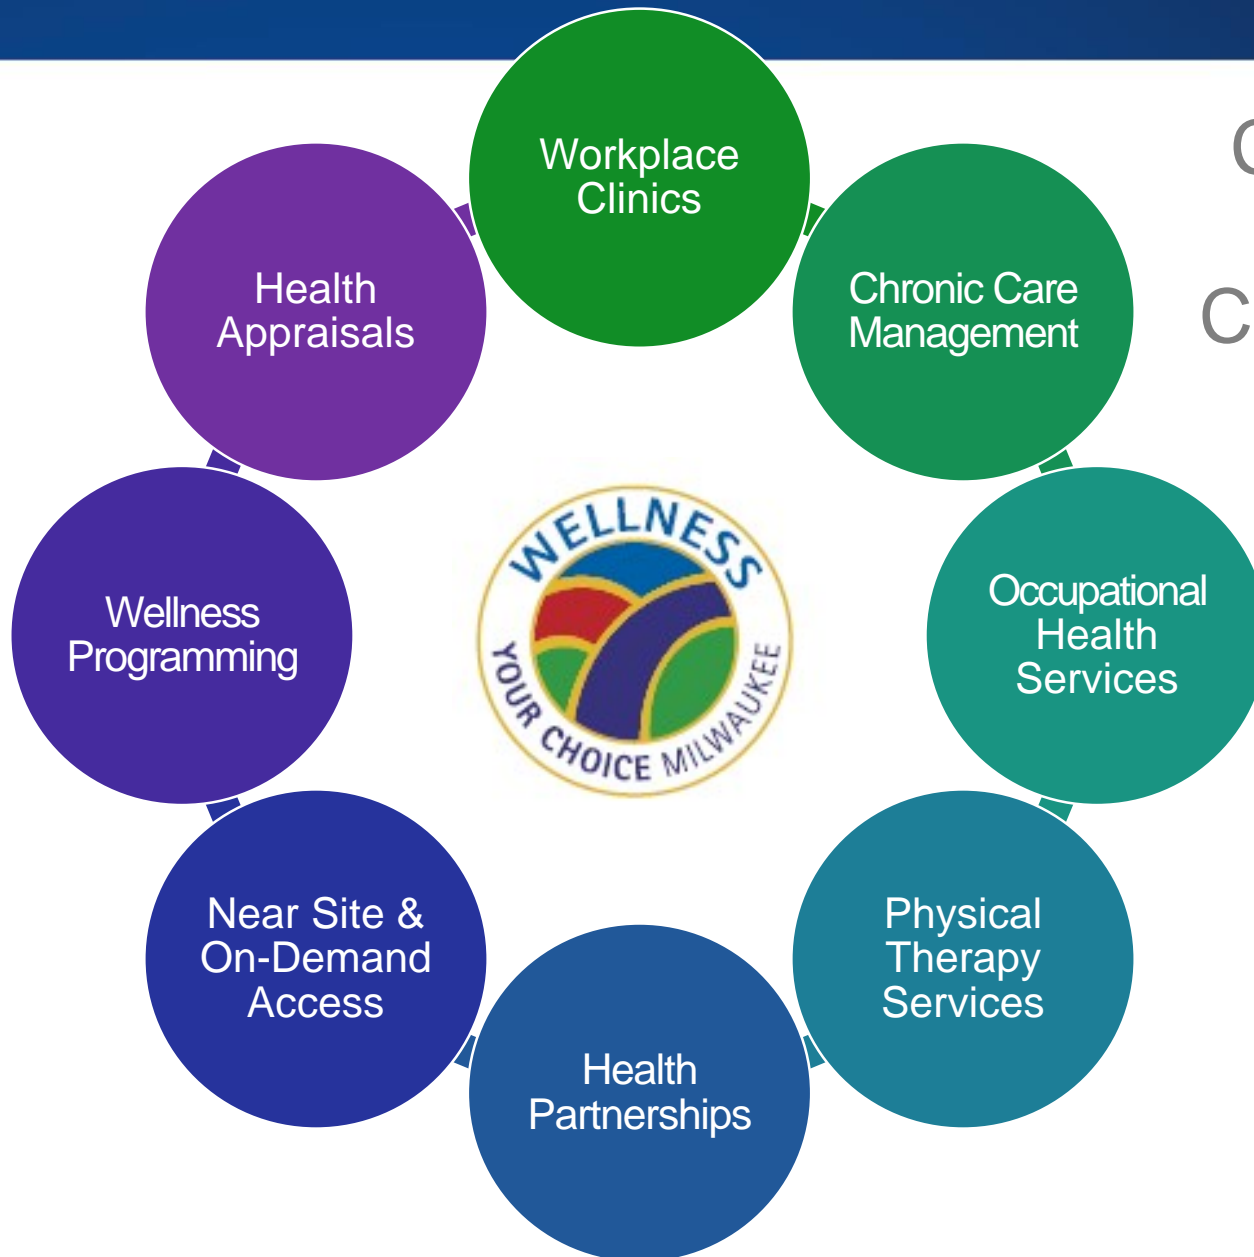 Workplace
Clinics
Chronic Care
Management
Occupational
Health
Services
Physical
Therapy
Services
Health
Partnerships
Near Site &
On-Demand
Access
Wellness
Programming
Health
Appraisals
WELLNESS
YOUR CHOICE MILWAUKEE